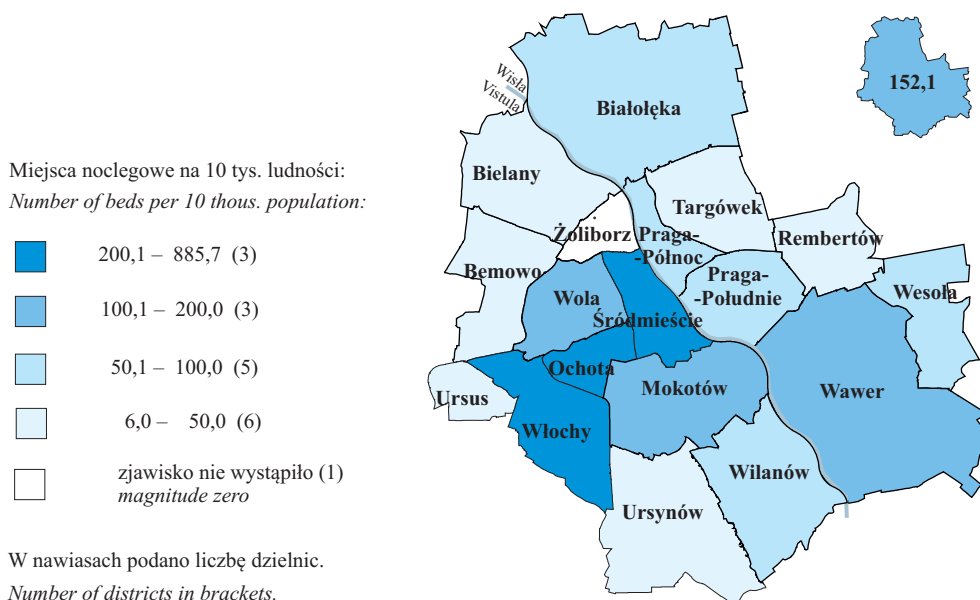 Miejsca noclegowe na 10 tys. ludności:
Number of beds per 10 thous. population:
200,1 – 885,7 (3)
100,1 – 200,0 (3)
50,1 – 100,0 (5)
6,0 – 50,0 (6)
zjawisko nie wystąpiło (1)
magnitude zero
W nawiasach podano liczbę dzielnic.
Number of districts in brackets.
152,1
Wisła
Vistula
Białołęka
Bielany
Targówek
Żoliborz
Praga-
-Północ
Rembertów
Bemowo
Praga-
-Południe
Wesoła
Wola
Śródmieście
Ochota
Mokotów
Wawer
Ursus
Włochy
Wilanów
Ursynów